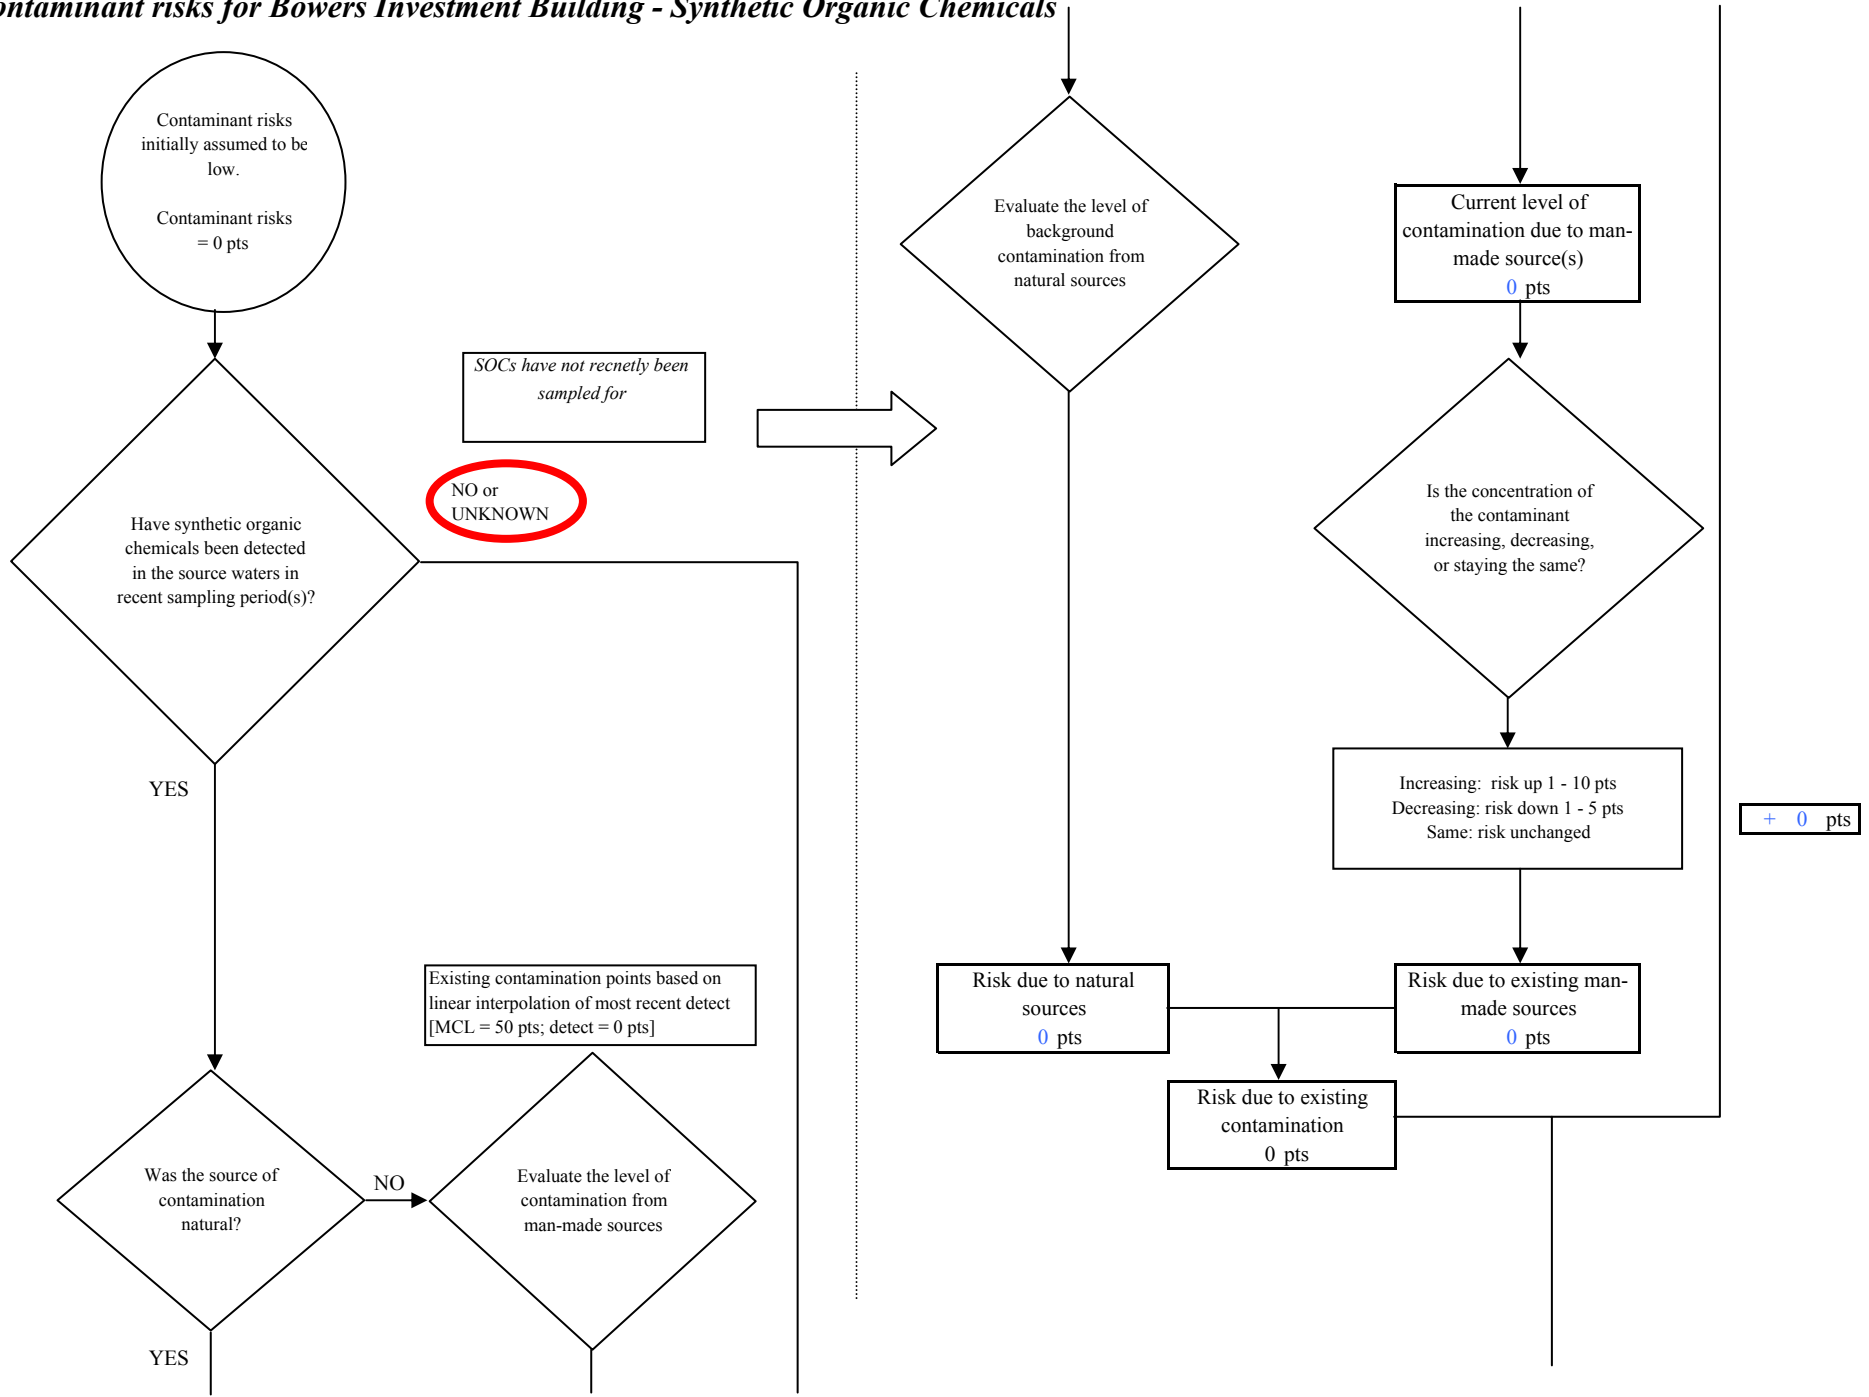 ontaminant risks for Bowers Investment Building - Synthetic Organic Chemicals
Contaminant risks
initially assumed to be
low.
Contaminant risks
= 0 pts
SOCs have not recnetly been
sampled for
NO or
UNKNOWN
Have synthetic organic
chemicals been detected
in the source waters in
recent sampling period(s)?
YES
Existing contamination points based on
linear interpolation of most recent detect
[MCL = 50 pts; detect = 0 pts]
Was the source of
contamination
natural?
NO
Evaluate the level of
contamination from
man-made sources
YES
Evaluate the level of
background
contamination from
natural sources
Current level of
contamination due to man-
made source(s)
0 pts
Is the concentration of
the contaminant
increasing, decreasing,
or staying the same?
Increasing: risk up 1 - 10 pts
Decreasing: risk down 1 - 5 pts
Same: risk unchanged
+ 0 pts
Risk due to natural
sources
0 pts
Risk due to existing man-
made sources
0 pts
Risk due to existing
contamination
0 pts